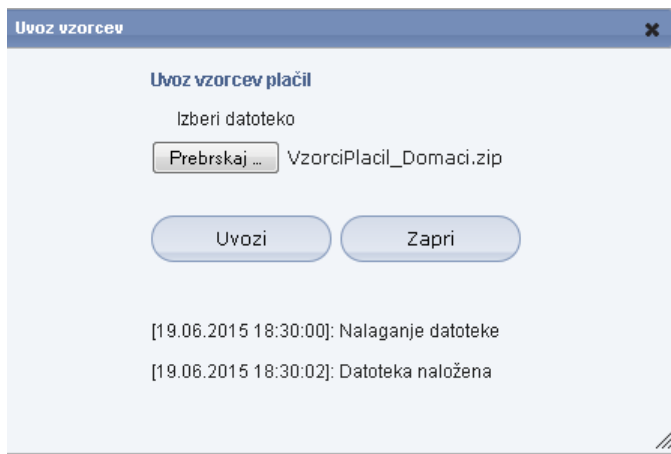 Uvoz vzorcev
Uvoz vzorcev plačil
Izberi datoteko
Prebrskaj ... VzorciPlacil_Domaci.zip
Uvozi Zapri
[19.06.2015 18:30:00]: Nalaganje datoteke
[19.06.2015 18:30:02]: Datoteka naložena